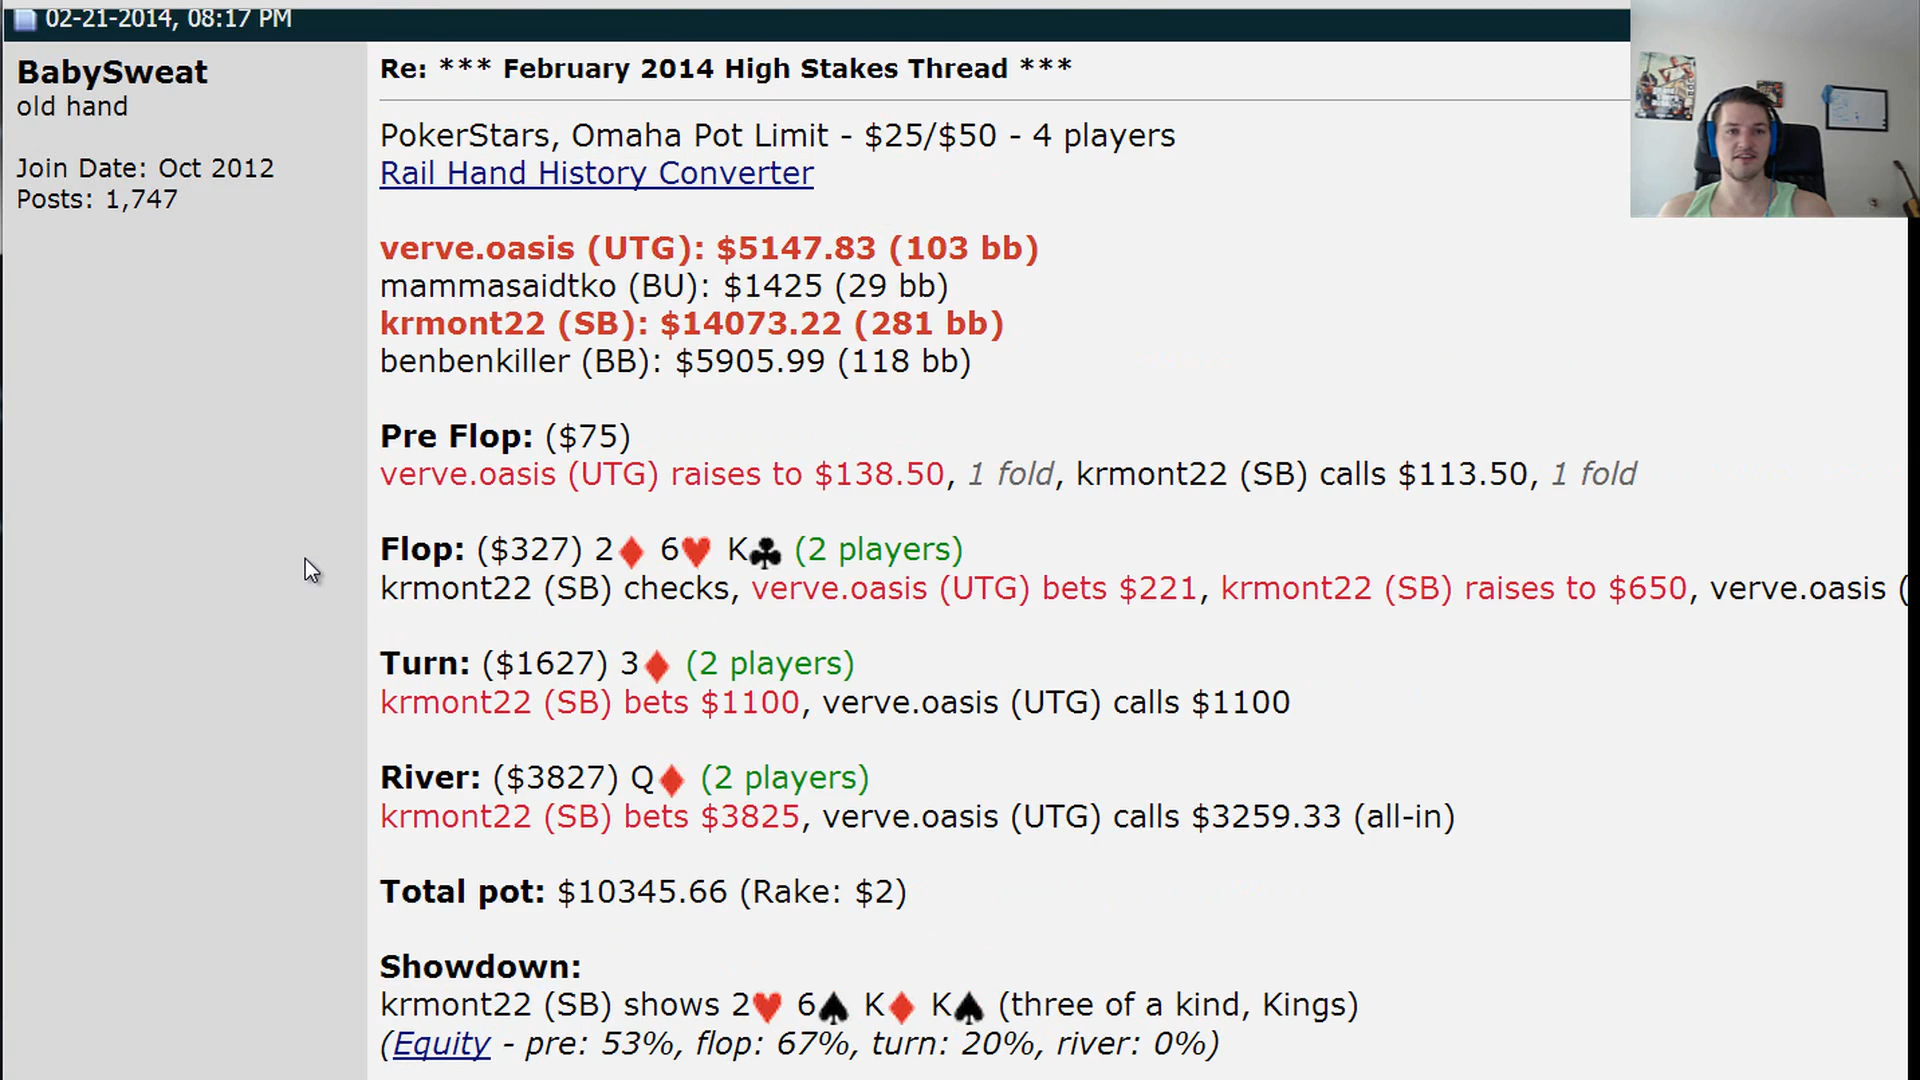 02-21-2014, 08:17 PM
BabySweat
old hand
Join Date: Oct 2012
Posts: 1,747
Re: *** February 2014 High Stakes Thread ***
PokerStars, Omaha Pot Limit - $25/$50 - 4 players
Rail Hand History Converter
verve.oasis (UTG): $5147.83 (103 bb)
mammasaidtko (BU): $1425 (29 bb)
krmont22 (SB): $14073.22 (281 bb)
benbenkiller (BB): $5905.99 (118 bb)
Pre Flop: ($75)
verve.oasis (UTG) raises to $138.50, 1 fold, krmont22 (SB) calls $113.50, 1 fold
Flop: ($327) 2♦ 6♥ K♣ (2 players)
krmont22 (SB) checks, verve.oasis (UTG) bets $221, krmont22 (SB) raises to $650, verve.oasis (
Turn: ($1627) 3♦ (2 players)
krmont22 (SB) bets $1100, verve.oasis (UTG) calls $1100
River: ($3827) Q♦ (2 players)
krmont22 (SB) bets $3825, verve.oasis (UTG) calls $3259.33 (all-in)
Total pot: $10345.66 (Rake: $2)
Showdown:
krmont22 (SB) shows 2♥ 6♠ K♦ K♠ (three of a kind, Kings)
(Equity - pre: 53%, flop: 67%, turn: 20%, river: 0%)